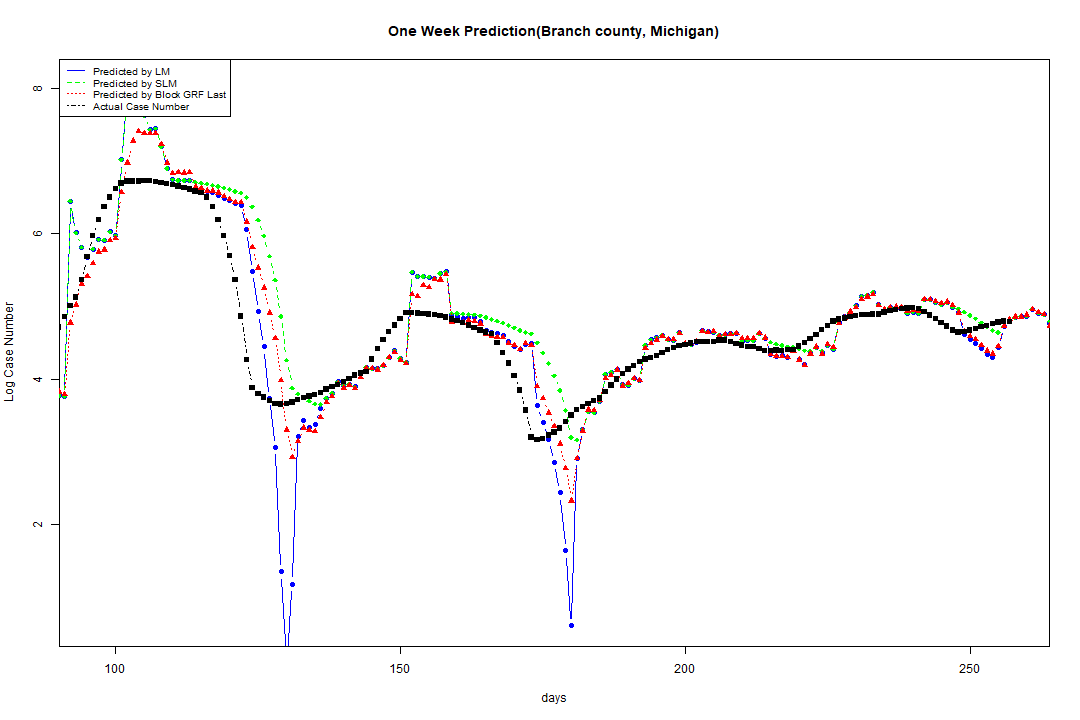 One Week Prediction(Branch county, Michigan)
Predicted by LM
Predicted by SLM
Predicted by Block GRF Last
Actual Case Number
8
6
4
2
Log Case Number
100
150
200
250
days